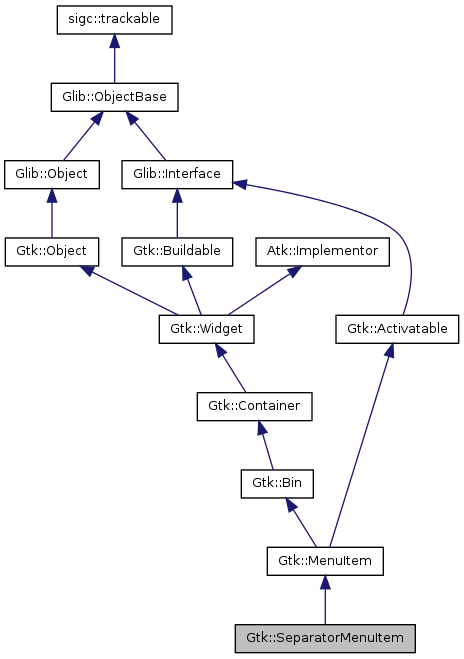 sigc::trackable
Glib::ObjectBase
Glib::Object
Glib::Interface
Gtk::Object
Gtk::Buildable
Atk::Implementor
Gtk::Widget
Gtk::Activatable
Gtk::Container
Gtk::Bin
Gtk::MenuItem
Gtk::SeparatorMenuItem